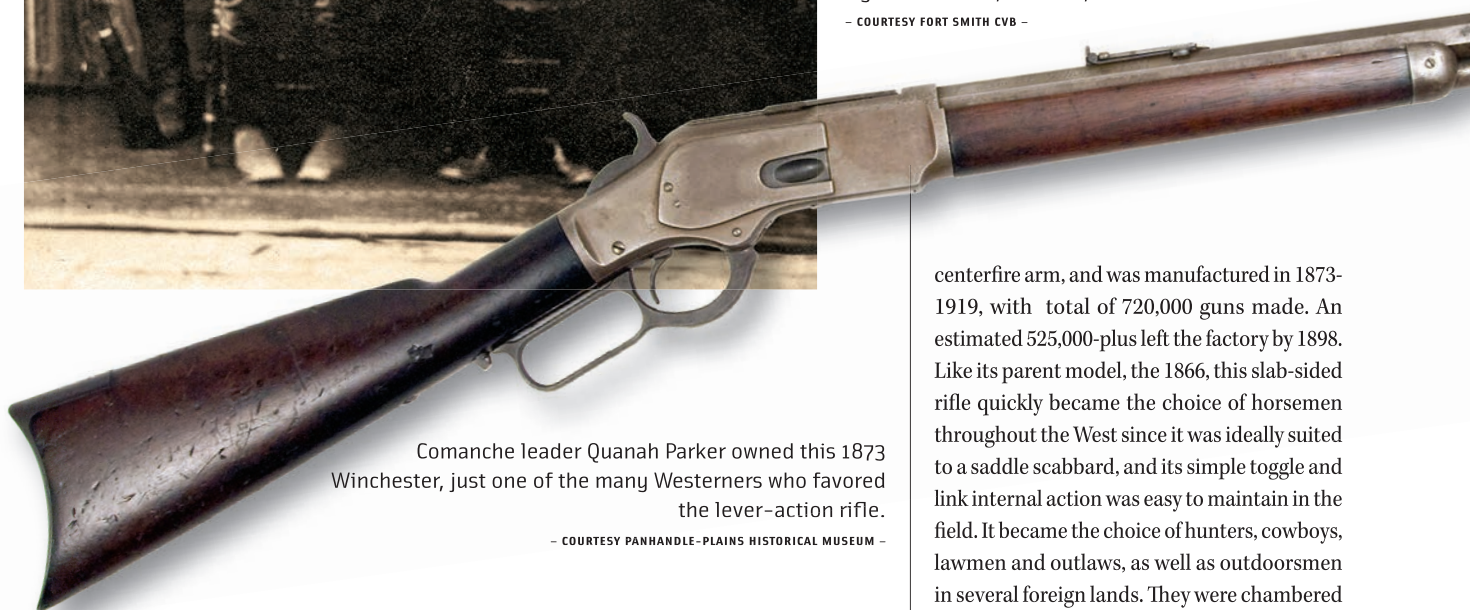 – COURTESY FORT SMITH CVB –
Comanche leader Quanah Parker owned this 1873
Winchester, just one of the many Westerners who favored
the lever-action rifle.
– COURTESY PANHANDLE-PLAINS HISTORICAL MUSEUM –
centerfire arm, and was manufactured in 1873-
1919, with total of 720,000 guns made. An
estimated 525,000-plus left the factory by 1898.
Like its parent model, the 1866, this slab-sided
rifle quickly became the choice of horsemen
throughout the West since it was ideally suited
to a saddle scabbard, and its simple toggle and
link internal action was easy to maintain in the
field. It became the choice of hunters, cowboys,
lawmen and outlaws, as well as outdoorsmen
in several foreign lands. They were chambered